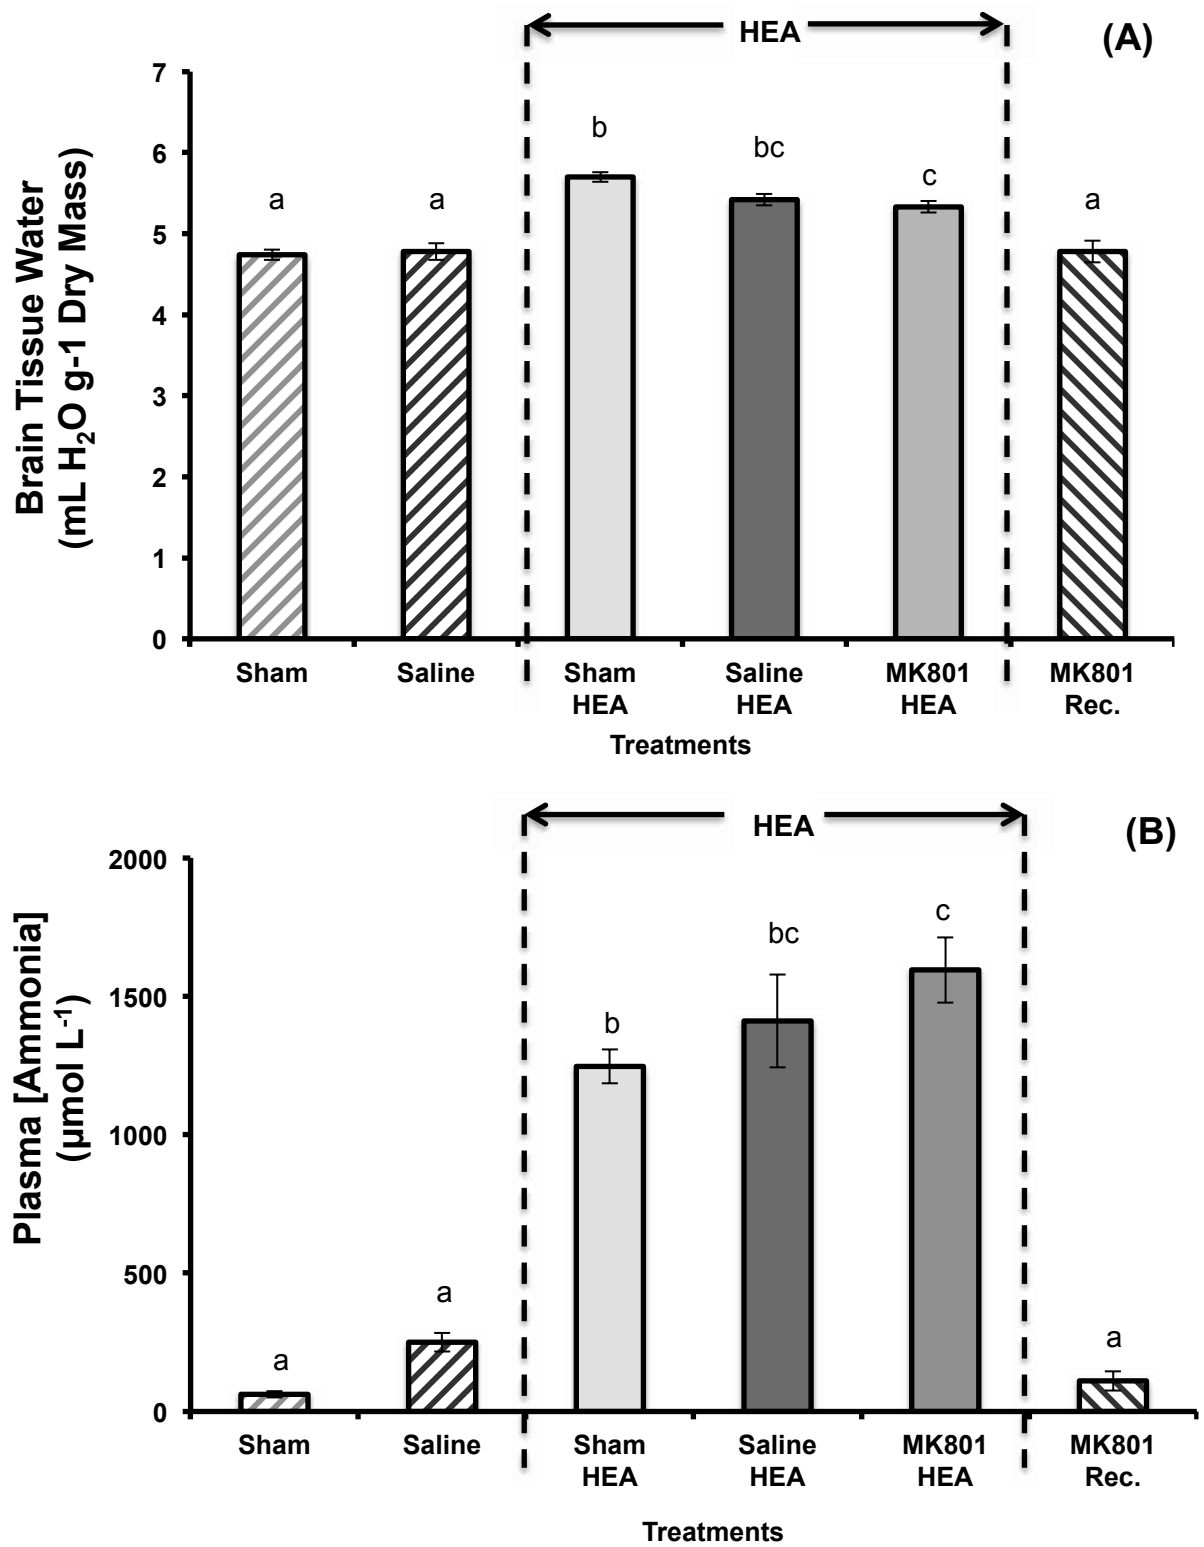 HEA
(A)
7
6
5
4
3
2
1
0
Brain Tissue Water
(mL H₂O g-1 Dry Mass)
b
bc
c
a
a
a
Sham
Saline
Sham
HEA
Saline
HEA
MK801
HEA
MK801
Rec.
Treatments
HEA
(B)
2000
1500
1000
500
0
Plasma [Ammonia]
(µmol L⁻¹)
c
bc
b
a
a
a
Sham
Saline
Sham
HEA
Saline
HEA
MK801
HEA
MK801
Rec.
Treatments